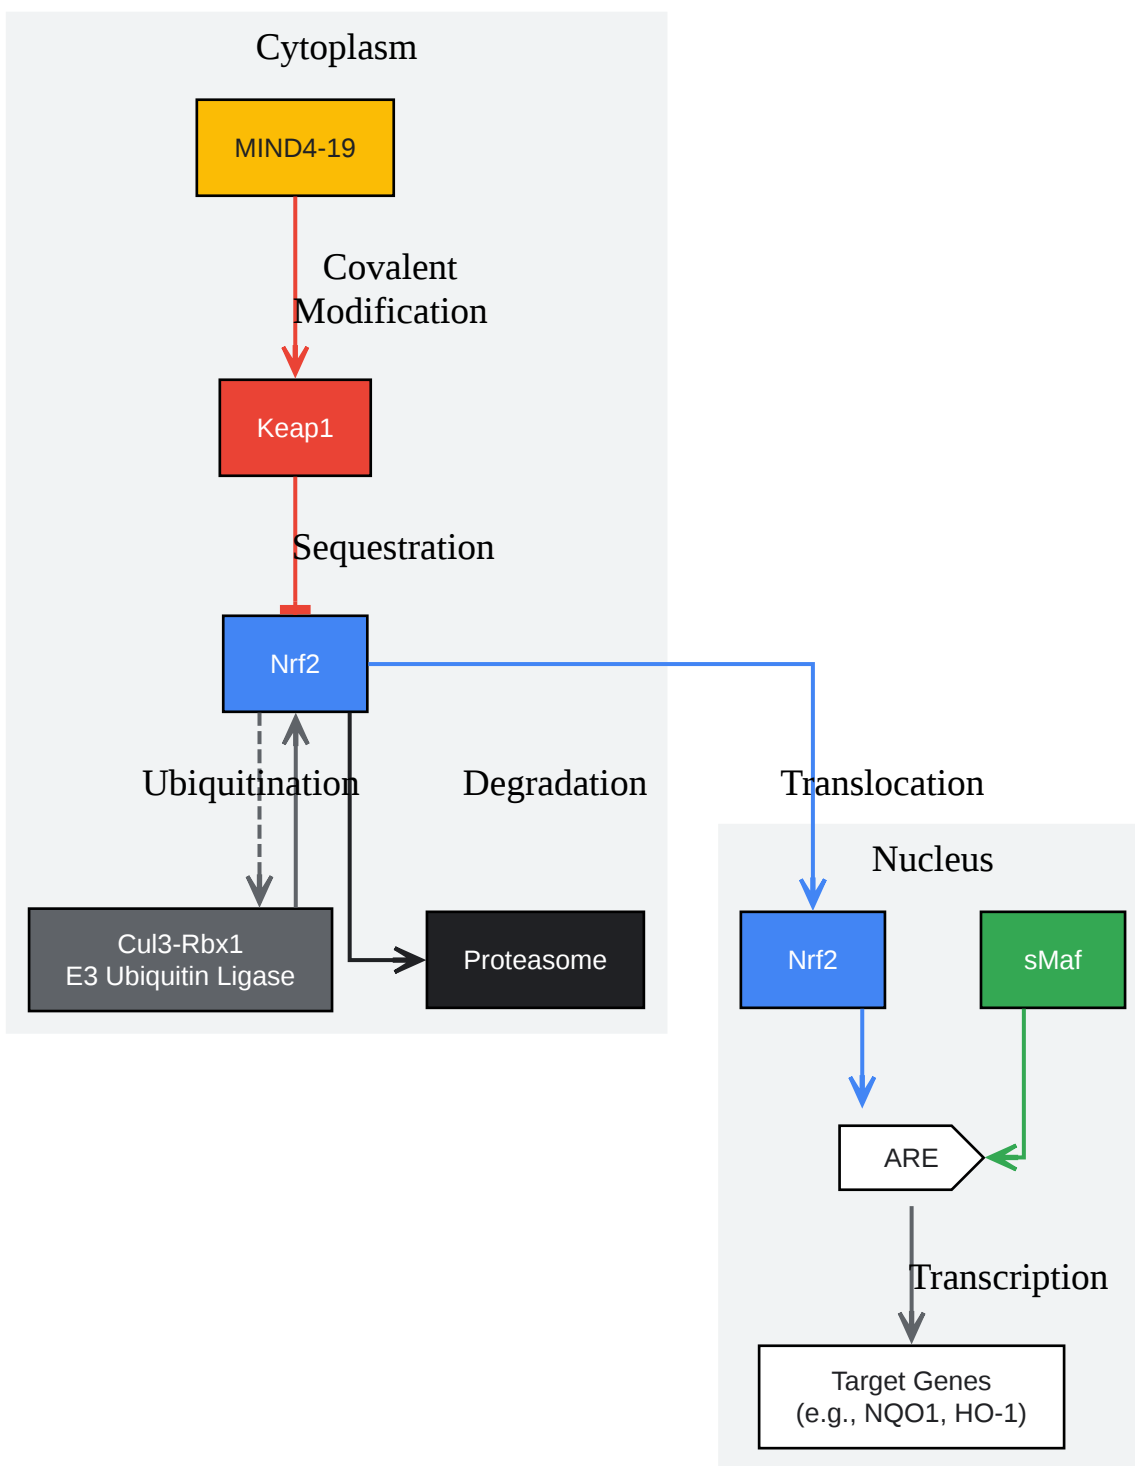 Cytoplasm
MIND4-19
Covalent
Modification
Keap1
Sequestration
Nrf2
Ubiquitination
Degradation
Translocation
Nucleus
Cul3-Rbx1
E3 Ubiquitin Ligase
Proteasome
Nrf2
sMaf
ARE
Transcription
Target Genes
(e.g., NQO1, HO-1)